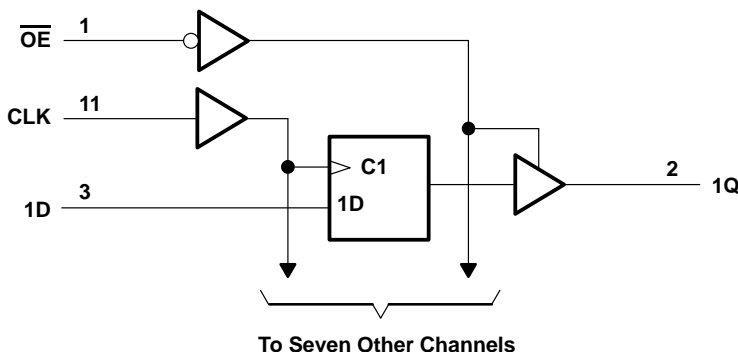 OE 1
CLK 11
C1
1D 3 1D
2 1Q
To Seven Other Channels